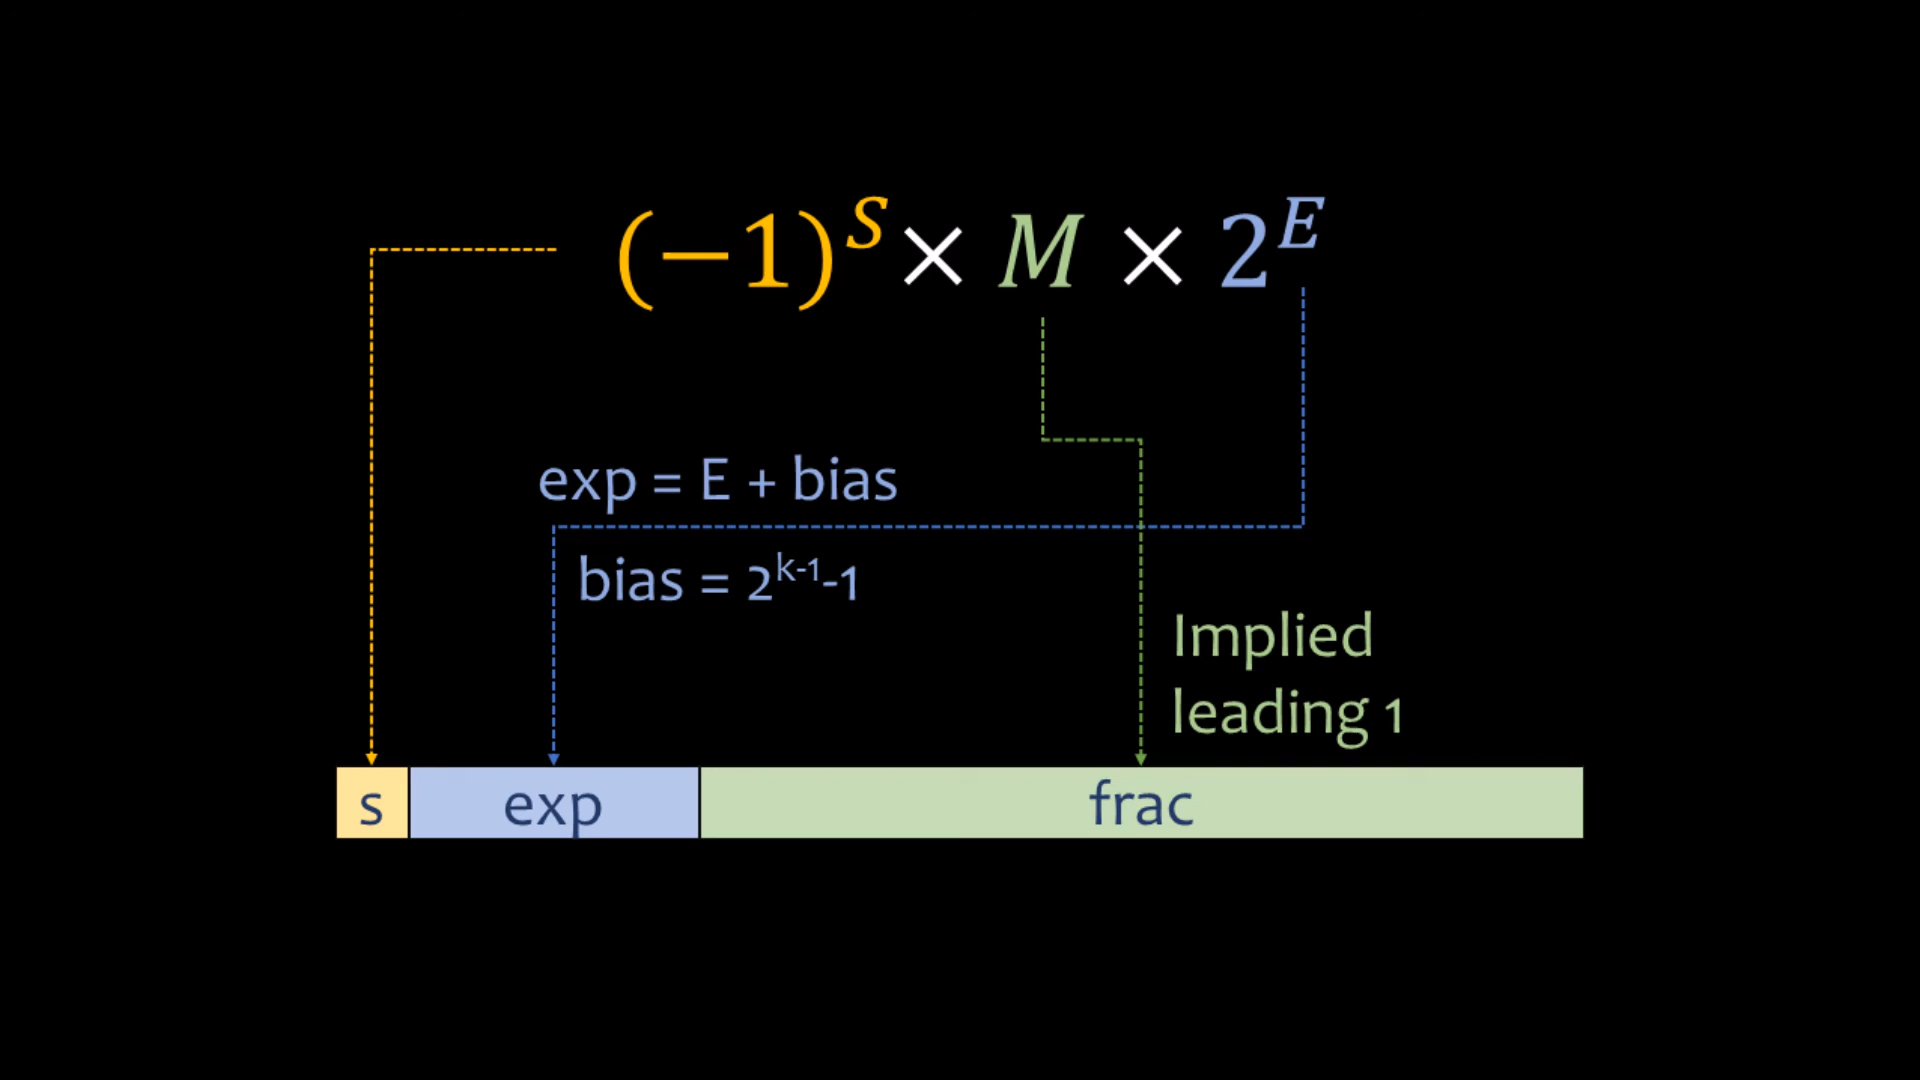 (−1)^S × M × 2^E
exp = E + bias
bias = 2^k-1-1
Implied
leading 1
s exp frac